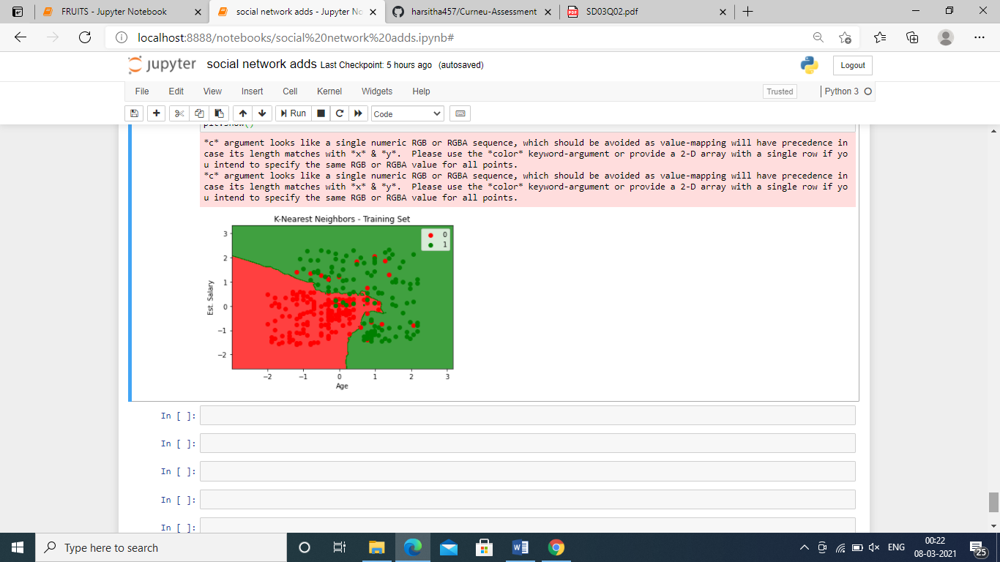 FRUITS - Jupyter Notebook
social network adds - Jupyter No
harsitha457/Curneu-Assessment
PDF
SD03Q02.pdf
localhost:8888/notebooks/social%20network%20adds.ipynb#
jupyter social network adds Last Checkpoint: 5 hours ago (autosaved)
Logout
File Edit View Insert Cell Kernel Widgets Help
Trusted
Python 3
Run
Code
plt.show()
*c* argument looks like a single numeric RGB or RGBA sequence, which should be avoided as value-mapping will have precedence in
case its length matches with *x* & *y*.  Please use the *color* keyword-argument or provide a 2-D array with a single row if yo
u intend to specify the same RGB or RGBA value for all points.
*c* argument looks like a single numeric RGB or RGBA sequence, which should be avoided as value-mapping will have precedence in
case its length matches with *x* & *y*.  Please use the *color* keyword-argument or provide a 2-D array with a single row if yo
u intend to specify the same RGB or RGBA value for all points.
K-Nearest Neighbors - Training Set
0
1
3
2
1
0
−1
−2
Est. Salary
−2 −1 0 1 2 3
Age
In [ ]:
In [ ]:
In [ ]:
In [ ]:
In [ ]:
Type here to search
W
ENG
00:22
08-03-2021
25